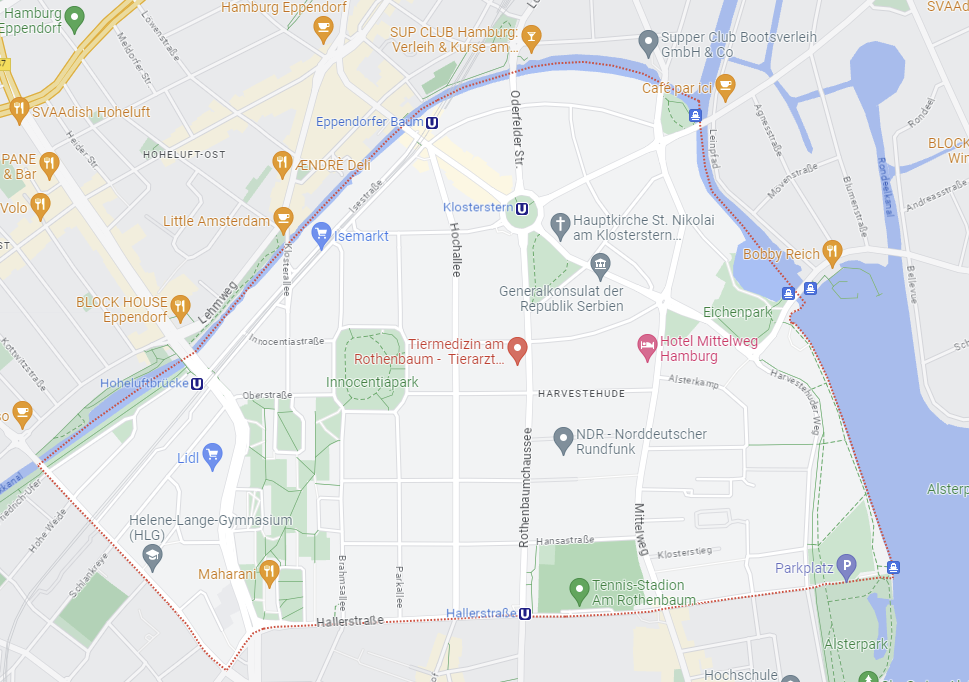 Hamburg
Eppendorf
Hamburg Eppendorf
SVAAd
Löwenstraße
Meldorfer Str.
SUP CLUB Hamburg:
Verleih & Kurse am...
Supper Club Bootsverleih
GmbH & Co
Café par ici
SVAAdish Hoheluft
Oderfelder Str.
Leinpfad
Agnesstraße
Rondeel
Eppendorfer Baum
U
Heider Str.
HOHELUFT-OST
PANE
& Bar
ÆNDRÈ Deli
BLOCK
Win
Isestraße
Mövenstraße
Blumenstraße
Rondeelkanal
Andreasstraße
Volo
Klosterstern
U
Little Amsterdam
Isemarkt
Hochallee
Hauptkirche St. Nikolai
am Klosterstern...
ST
Klosterallee
Bobby Reich
Bellevue
Generalkonsulat der
Republik Serbien
Lehmweg
BLOCK HOUSE
Eppendorf
Eichenpark
Innocentiastraße
Tiermedizin am
Rothenbaum - Tierarzt...
Hotel Mittelweg
Hamburg
Kottwitzstraße
Hoheluftbrücke
U
Innocentiapark
Alsterkamp
Harvestehuder Weg
Oberstraße
HARVESTEHUDE
Lidl
NDR - Norddeutscher
Rundfunk
Rothenbaumchaussee
Mittelweg
Alsterp
Hohe Weide
Helene-Lange-Gymnasium
(HLG)
Hansastraße
Klosterstieg
Schlankreye
Maharani
Brahmsallee
Parkallee
Parkplatz
P
Tennis-Stadion
Am Rothenbaum
Hallerstraße
Hallerstraße
U
Alsterpark
Hochschule